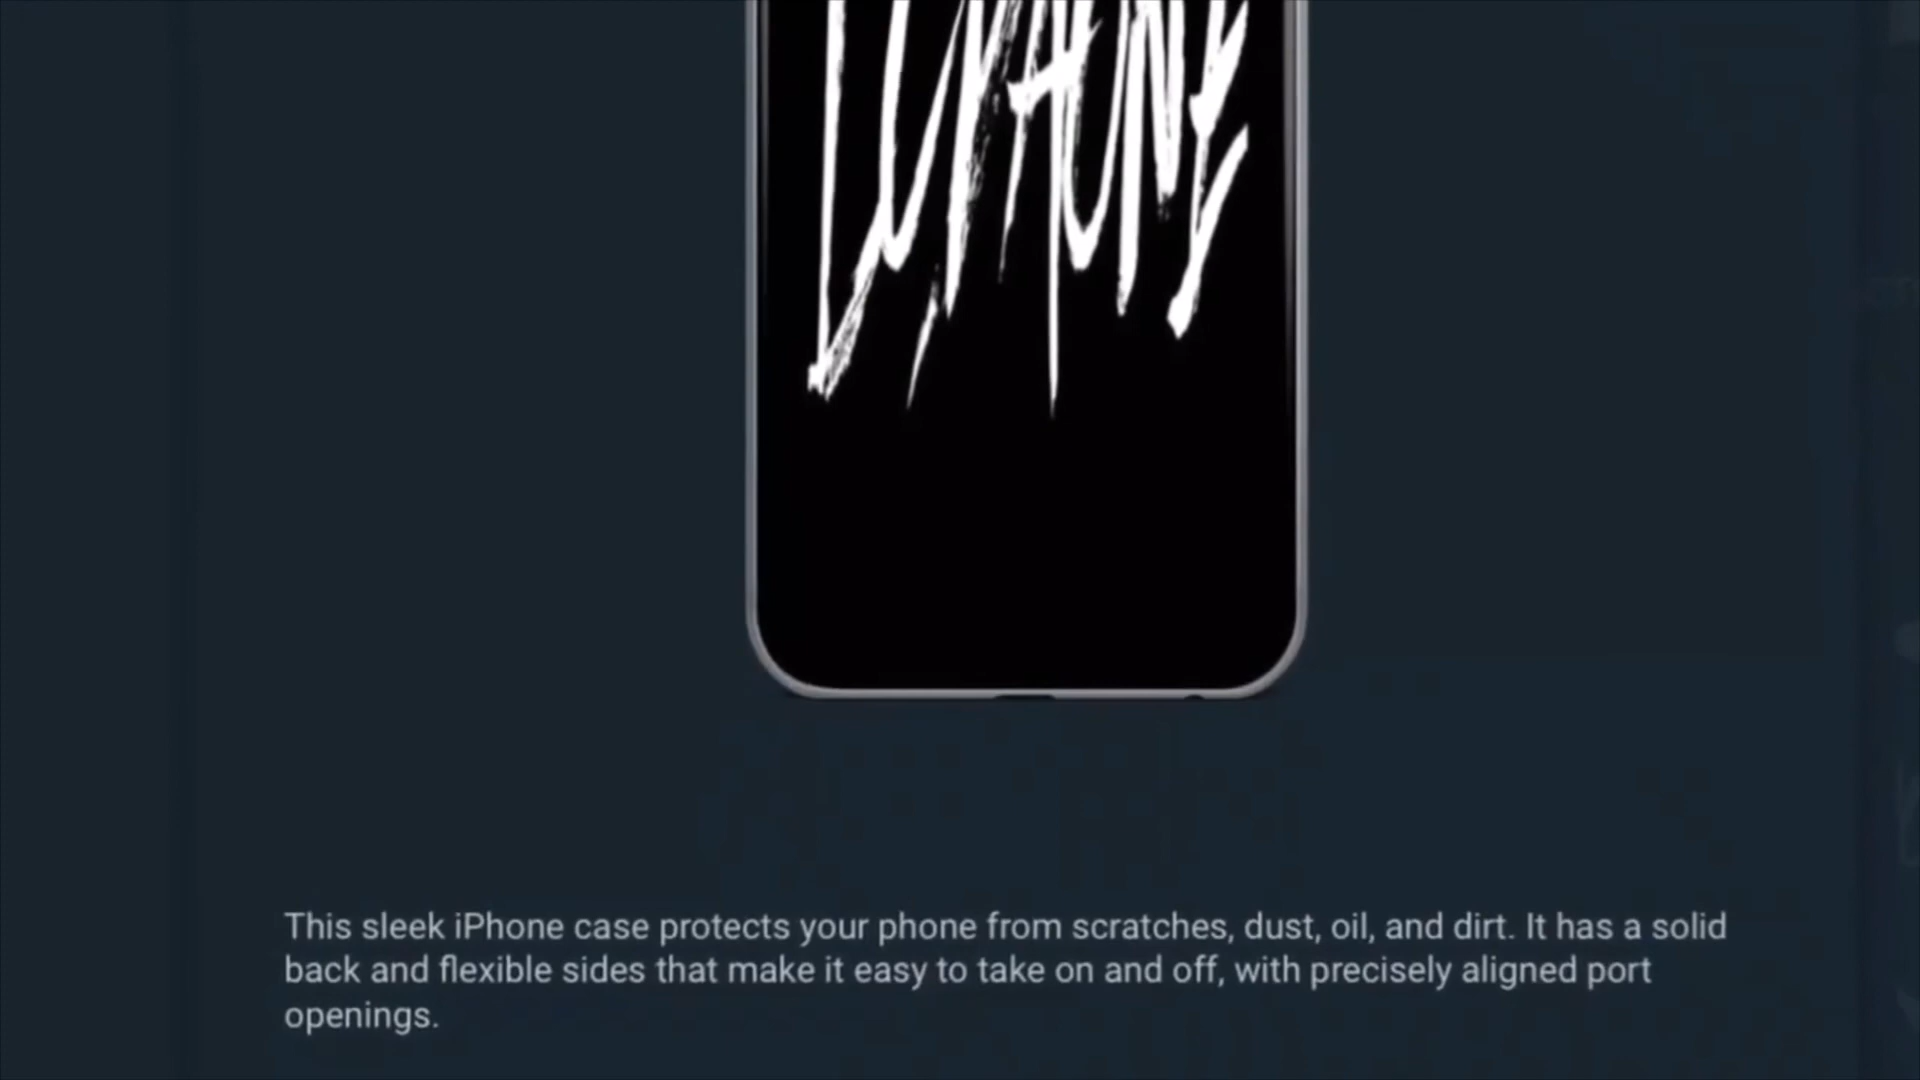 This sleek iPhone case protects your phone from scratches, dust, oil, and dirt. It has a solid
back and flexible sides that make it easy to take on and off, with precisely aligned port
openings.